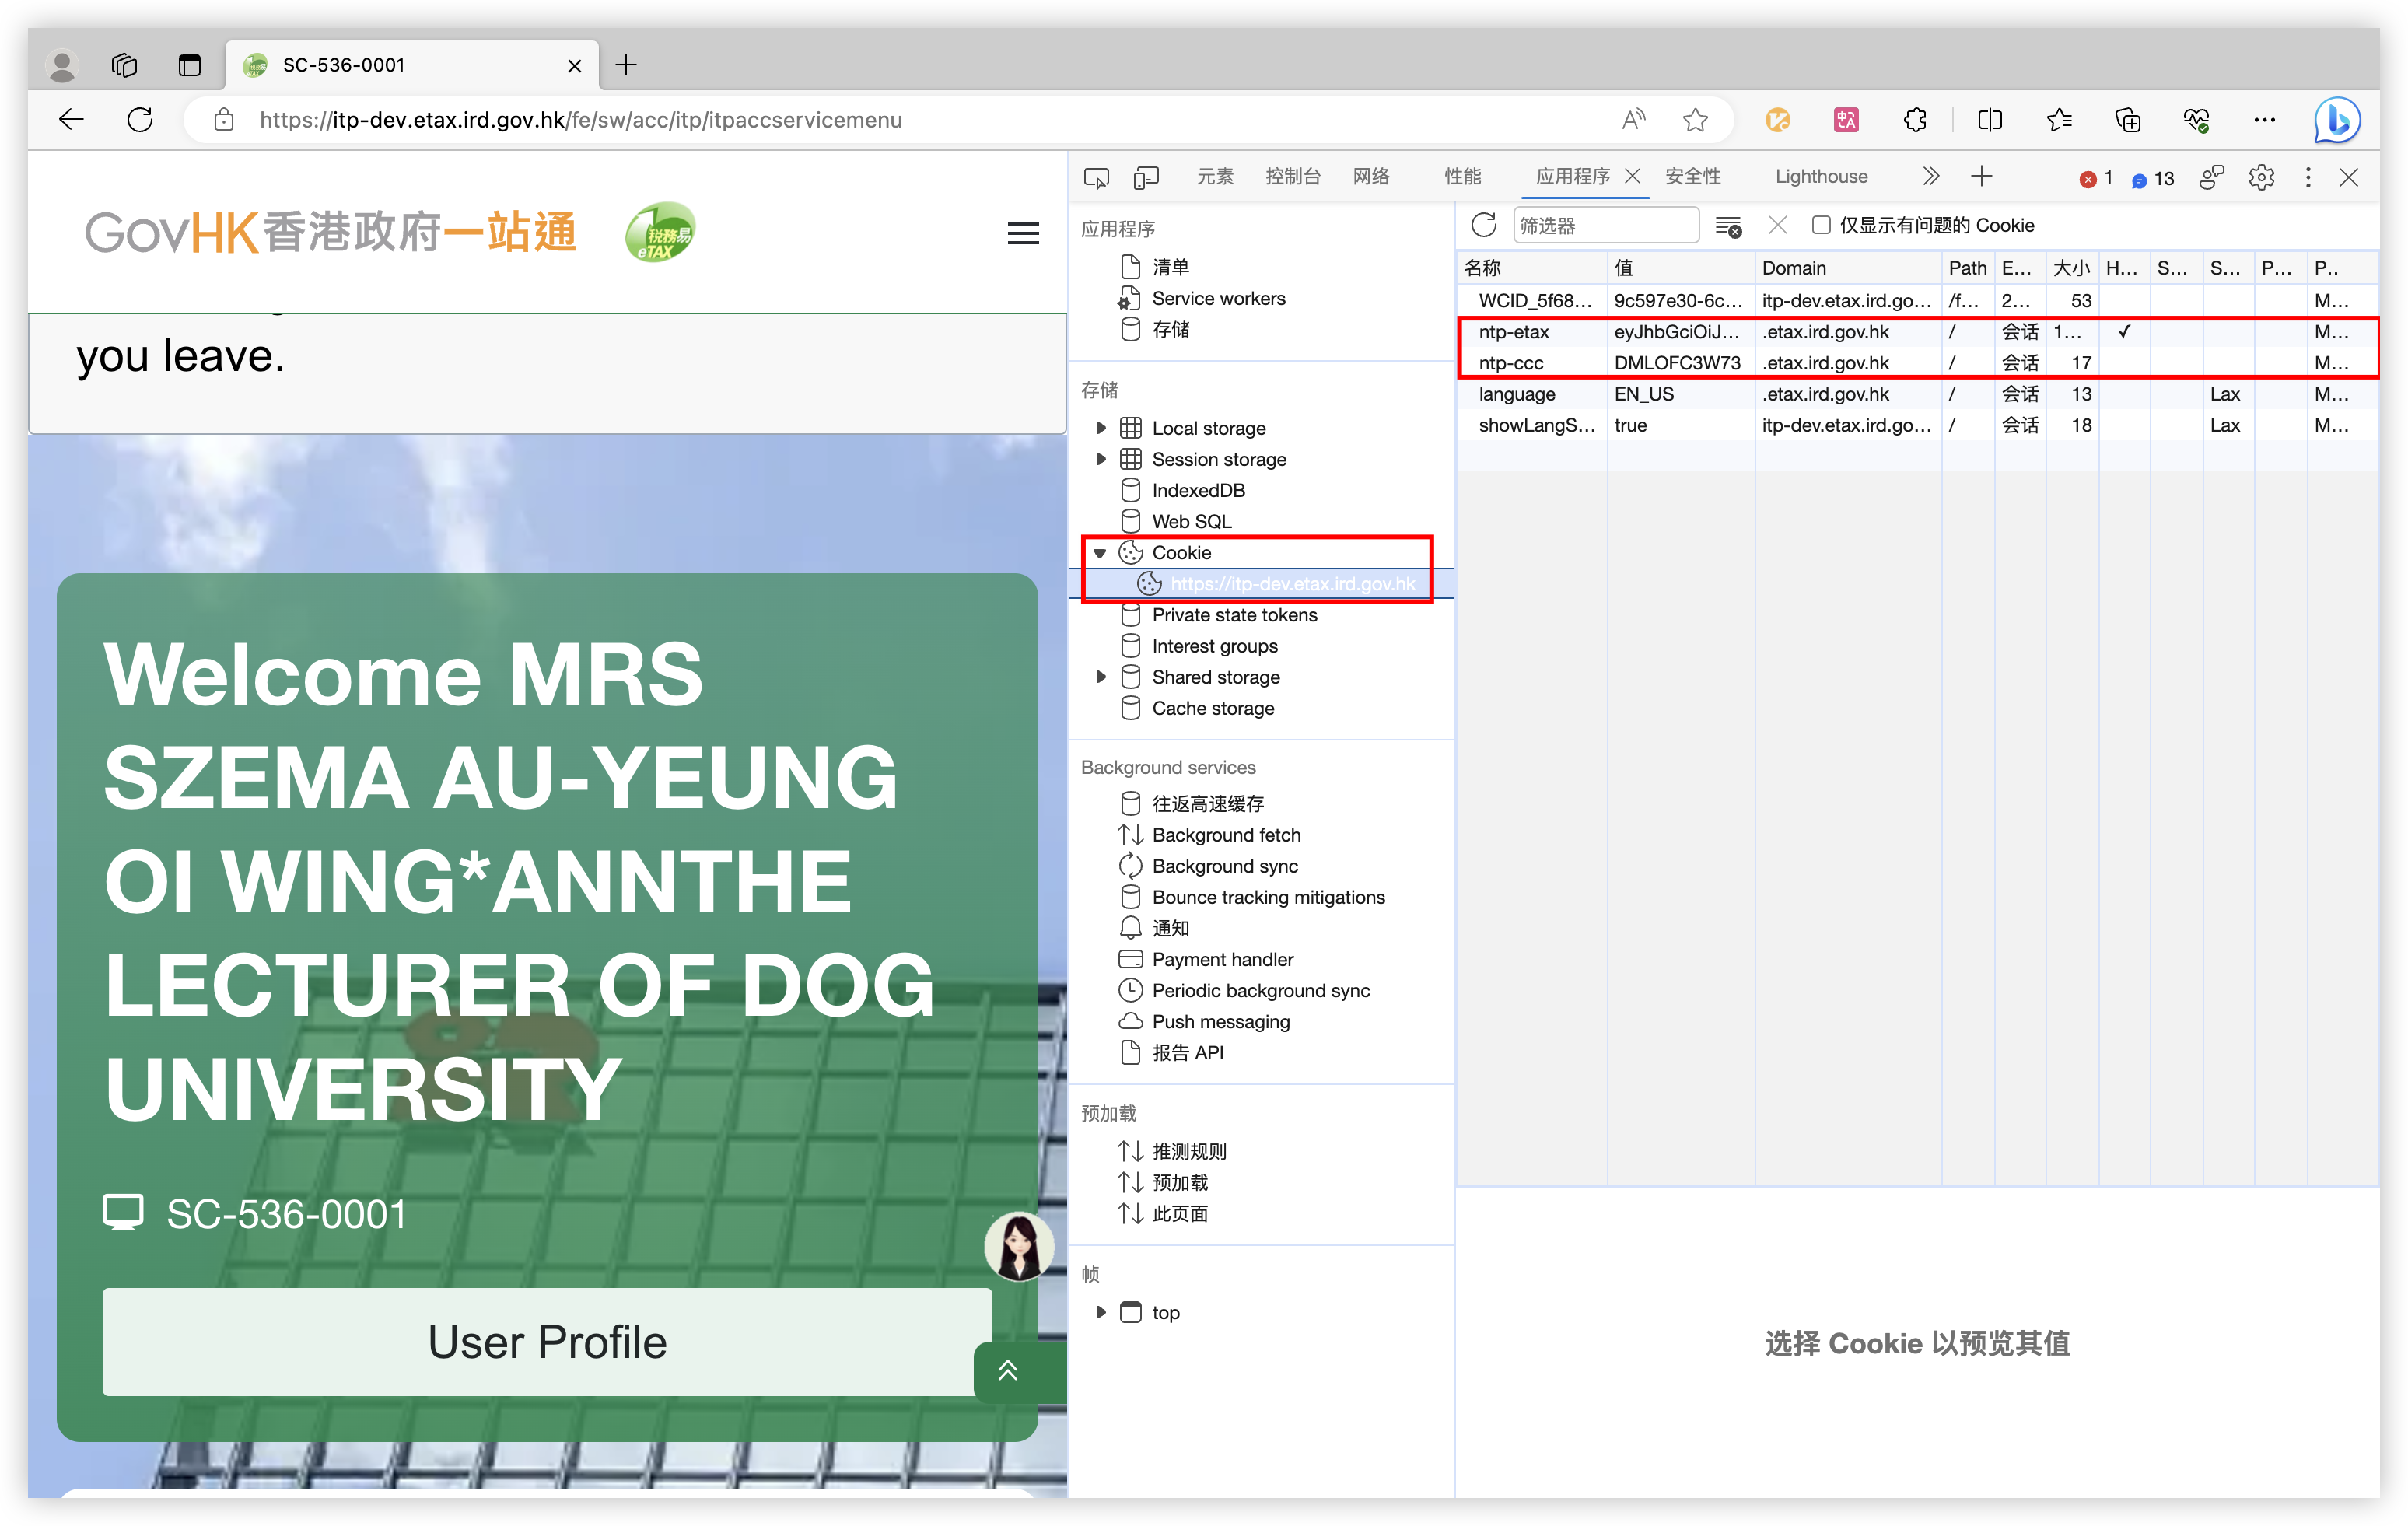 SC-536-0001
https://itp-dev.etax.ird.gov.hk/fe/sw/acc/itp/itpaccservicemenu
GovHK香港政府一站通
税務易
eTAX
you leave.
Welcome MRS
SZEMA AU-YEUNG
OI WING*ANNTHE
LECTURER OF DOG
UNIVERSITY
SC-536-0001
User Profile
元素 控制台 网络 性能 应用程序 安全性 Lighthouse 1 13
应用程序
清单
Service workers
存储
存储
Local storage
Session storage
IndexedDB
Web SQL
Cookie
https://itp-dev.etax.ird.gov.hk
Private state tokens
Interest groups
Shared storage
Cache storage
Background services
往返高速缓存
Background fetch
Background sync
Bounce tracking mitigations
通知
Payment handler
Periodic background sync
Push messaging
报告 API
预加载
推测规则
预加载
此页面
帧
top
筛选器 仅显示有问题的 Cookie
名称 值 Domain Path E... 大小 H... S... S... P... P..
WCID_5f68... 9c597e30-6c... itp-dev.etax.ird.go... /f... 2... 53 M...
ntp-etax eyJhbGciOiJ... .etax.ird.gov.hk / 会话 1... ✓ M...
ntp-ccc DMLOFC3W73 .etax.ird.gov.hk / 会话 17 M...
language EN_US .etax.ird.gov.hk / 会话 13 Lax M...
showLangS... true itp-dev.etax.ird.go... / 会话 18 Lax M...
选择 Cookie 以预览其值